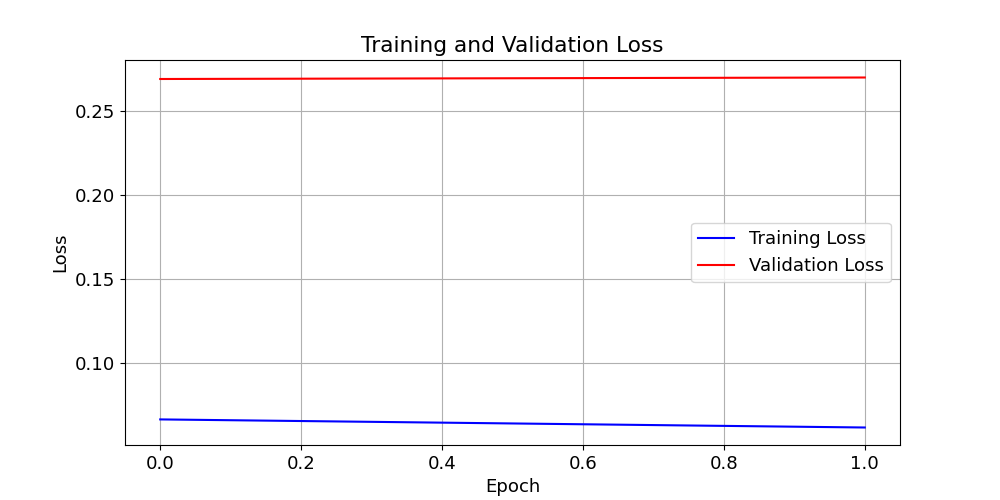 Training and Validation Loss
0.25
0.20
0.15
0.10
Loss
Training Loss
Validation Loss
0.0 0.2 0.4 0.6 0.8 1.0
Epoch